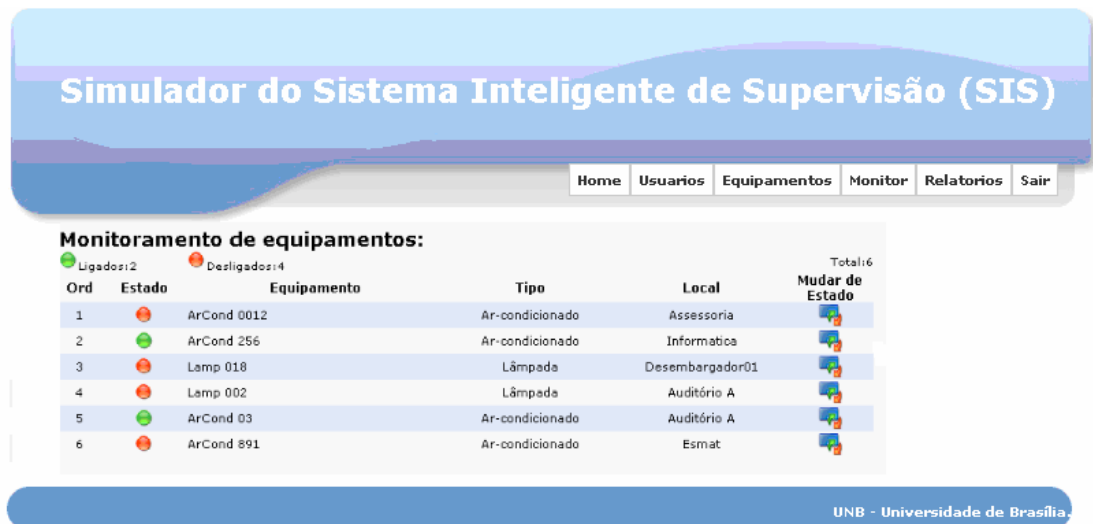 Simulador do Sistema Inteligente de Supervisão (SIS)
Home Usuarios Equipamentos Monitor Relatorios Sair
Monitoramento de equipamentos:
Ligados:2 Desligados:4 Total:6
Ord Estado Equipamento Tipo Local Mudar de Estado
1 ArCond 0012 Ar-condicionado Assessoria
2 ArCond 256 Ar-condicionado Informatica
3 Lamp 018 Lâmpada Desembargador01
4 Lamp 002 Lâmpada Auditório A
5 ArCond 03 Ar-condicionado Auditório A
6 ArCond 891 Ar-condicionado Esmat
UNB - Universidade de Brasília.